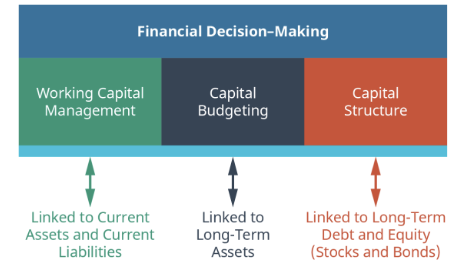 Financial Decision–Making
Working Capital
Management
Capital
Budgeting
Capital
Structure
Linked to Current
Assets and Current
Liabilities
Linked to
Long-Term
Assets
Linked to Long-Term
Debt and Equity
(Stocks and Bonds)